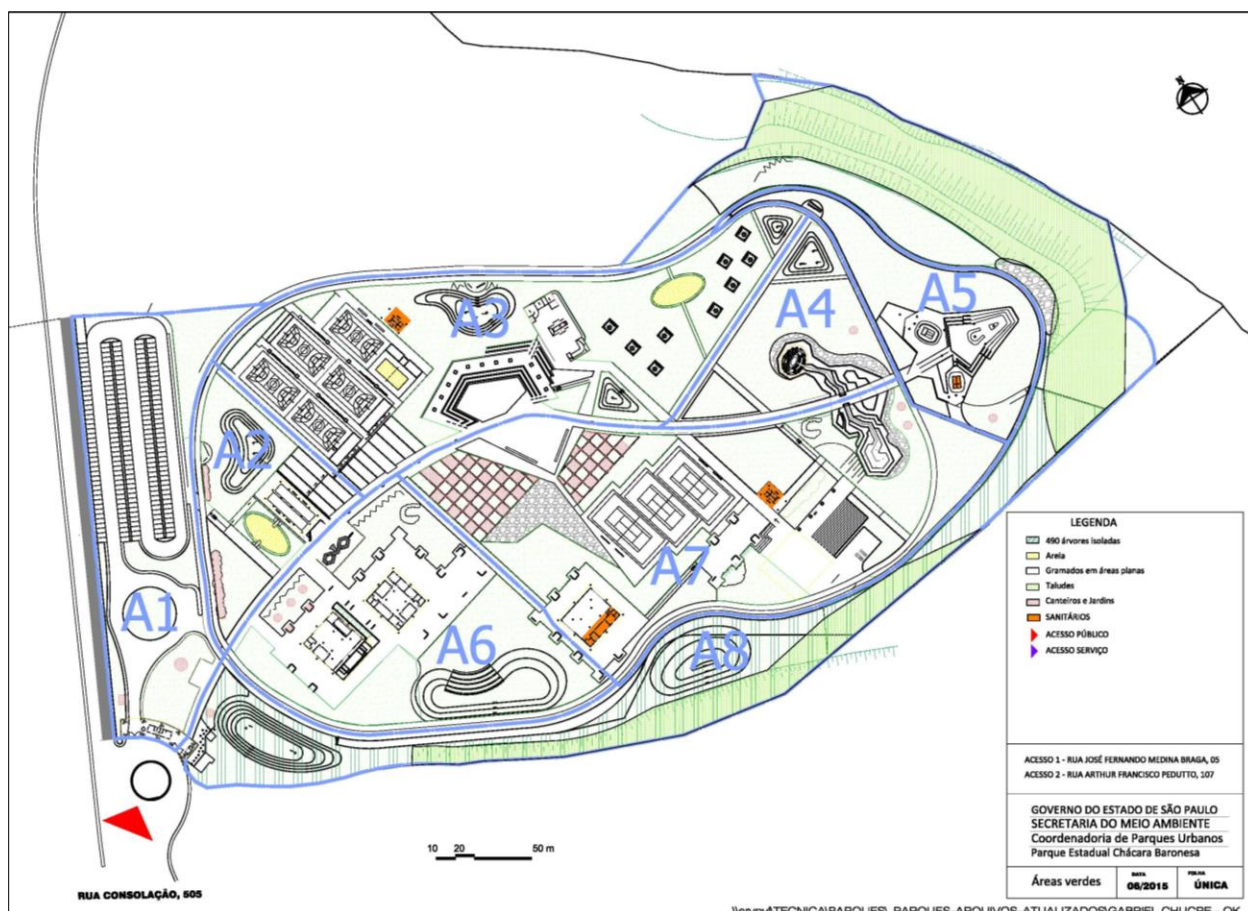 N
A3
A4
A5
A2
A1
A7
A6
A8
LEGENDA
490 árvores isoladas
Areia
Gramados em áreas planas
Taludes
Canteiros e Jardins
SANITÁRIOS
ACESSO PÚBLICO
ACESSO SERVIÇO
ACESSO 1 - RUA JOSÉ FERNANDO MEDINA BRAGA, 05
ACESSO 2 - RUA ARTHUR FRANCISCO PEDUTTO, 107
GOVERNO DO ESTADO DE SÃO PAULO
SECRETARIA DO MEIO AMBIENTE
Coordenadoria de Parques Urbanos
Parque Estadual Chácara Baronesa
Áreas verdes
DATA
06/2015
FOLHA
ÚNICA
10 20 50 m
RUA CONSOLAÇÃO, 505